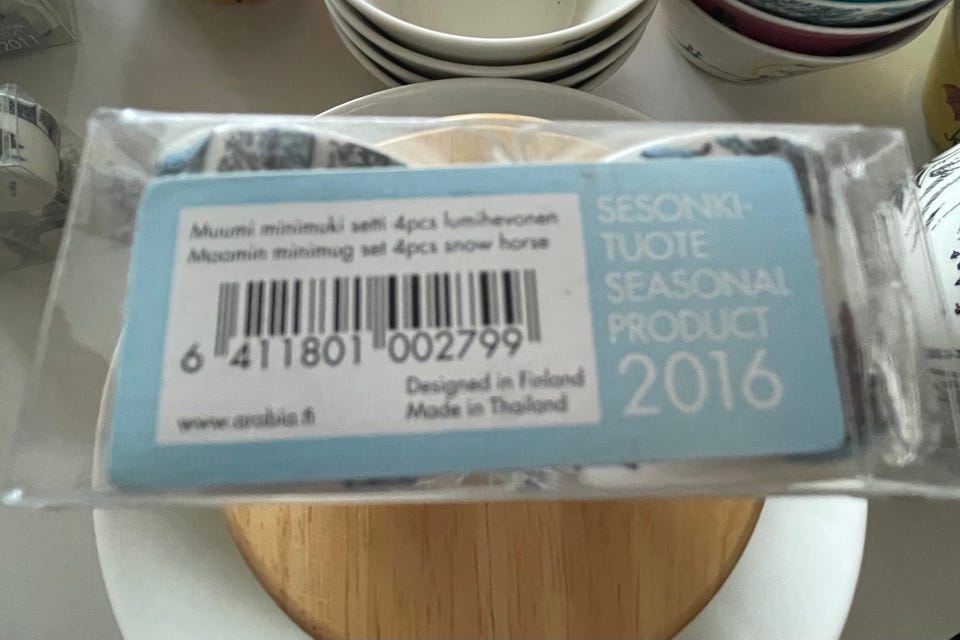 2011
Muumi minimuki setti 4pcs lumihevonen
Moomin minimug set 4pcs snow horse
6 411801 002799
Designed in Finland
Made in Thailand
www.arabia.fi
SESONKI-
TUOTE
SEASONAL
PRODUCT
2016